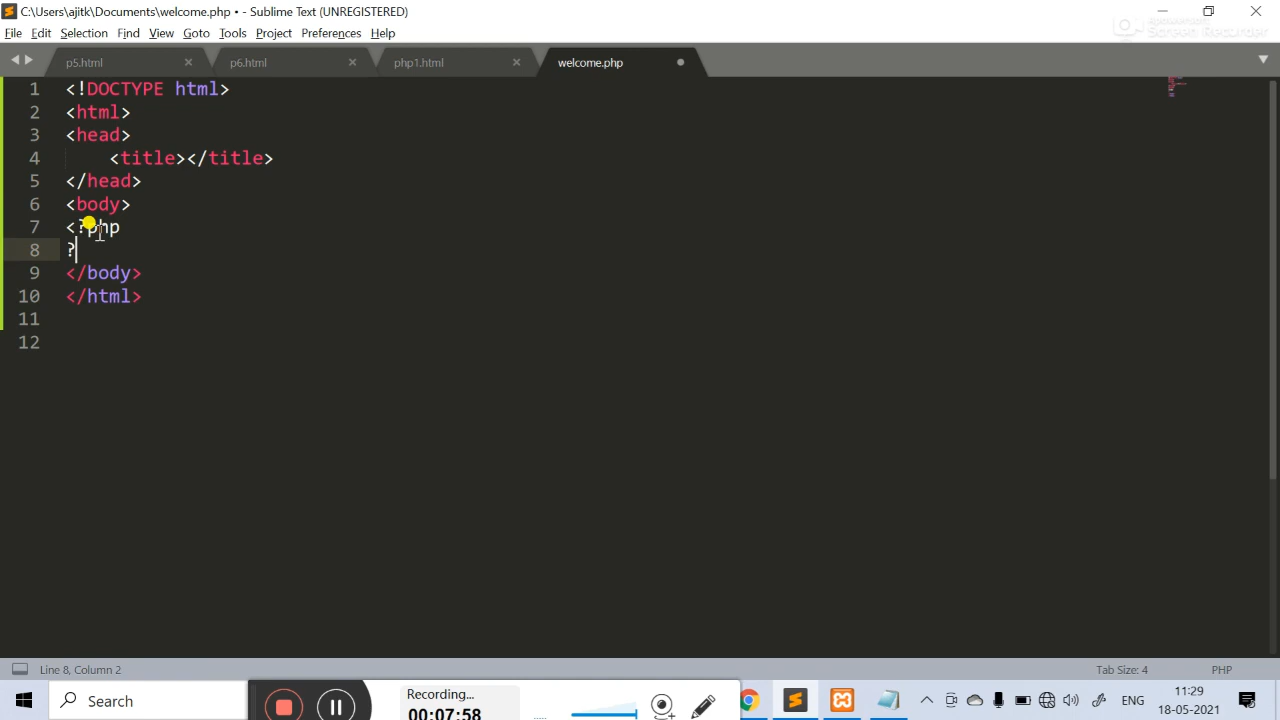 C:\Users\ajitk\Documents\welcome.php • - Sublime Text (UNREGISTERED)
File Edit Selection Find View Goto Tools Project Preferences Help
Apowersoft
Screen Recorder
p5.html p6.html php1.html welcome.php
1 <!DOCTYPE html>
2 <html>
3 <head>
4 <title></title>
5 </head>
6 <body>
7 <?php
8 ?
9 </body>
10 </html>
11
12
Line 8, Column 2 Tab Size: 4 PHP
Search
Recording...
00:07:58
ENG
11:29
18-05-2021